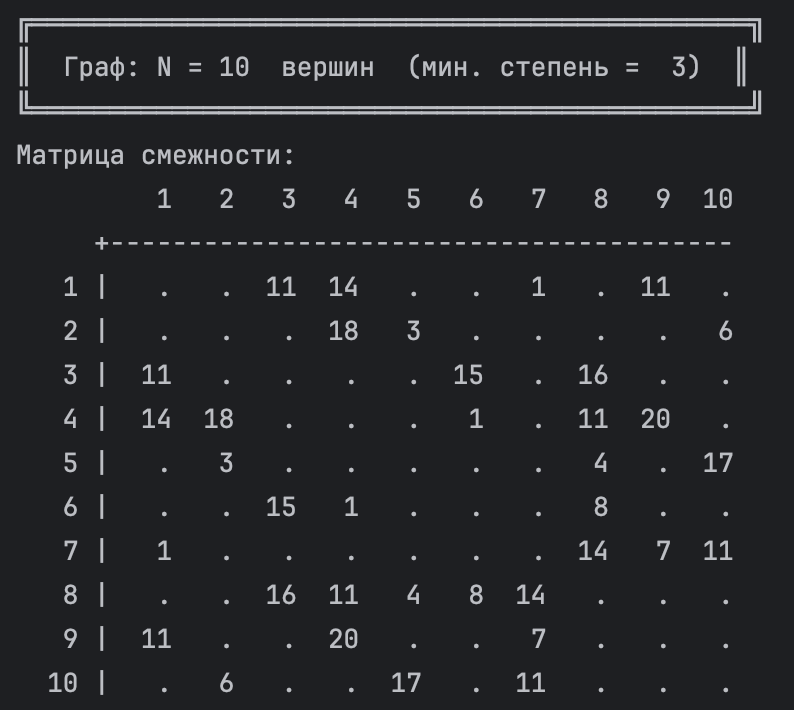 Граф: N = 10  вершин  (мин. степень =  3)
Матрица смежности:
         1   2   3   4   5   6   7   8   9  10
     +----------------------------------------
   1 |   .   .  11  14   .   .   1   .  11   .
   2 |   .   .   .  18   3   .   .   .   .   6
   3 |  11   .   .   .   .  15   .  16   .   .
   4 |  14  18   .   .   .   1   .  11  20   .
   5 |   .   3   .   .   .   .   .   4   .  17
   6 |   .   .  15   1   .   .   .   8   .   .
   7 |   1   .   .   .   .   .   .  14   7  11
   8 |   .   .  16  11   4   8  14   .   .   .
   9 |  11   .   .  20   .   .   7   .   .   .
  10 |   .   6   .   .  17   .  11   .   .   .